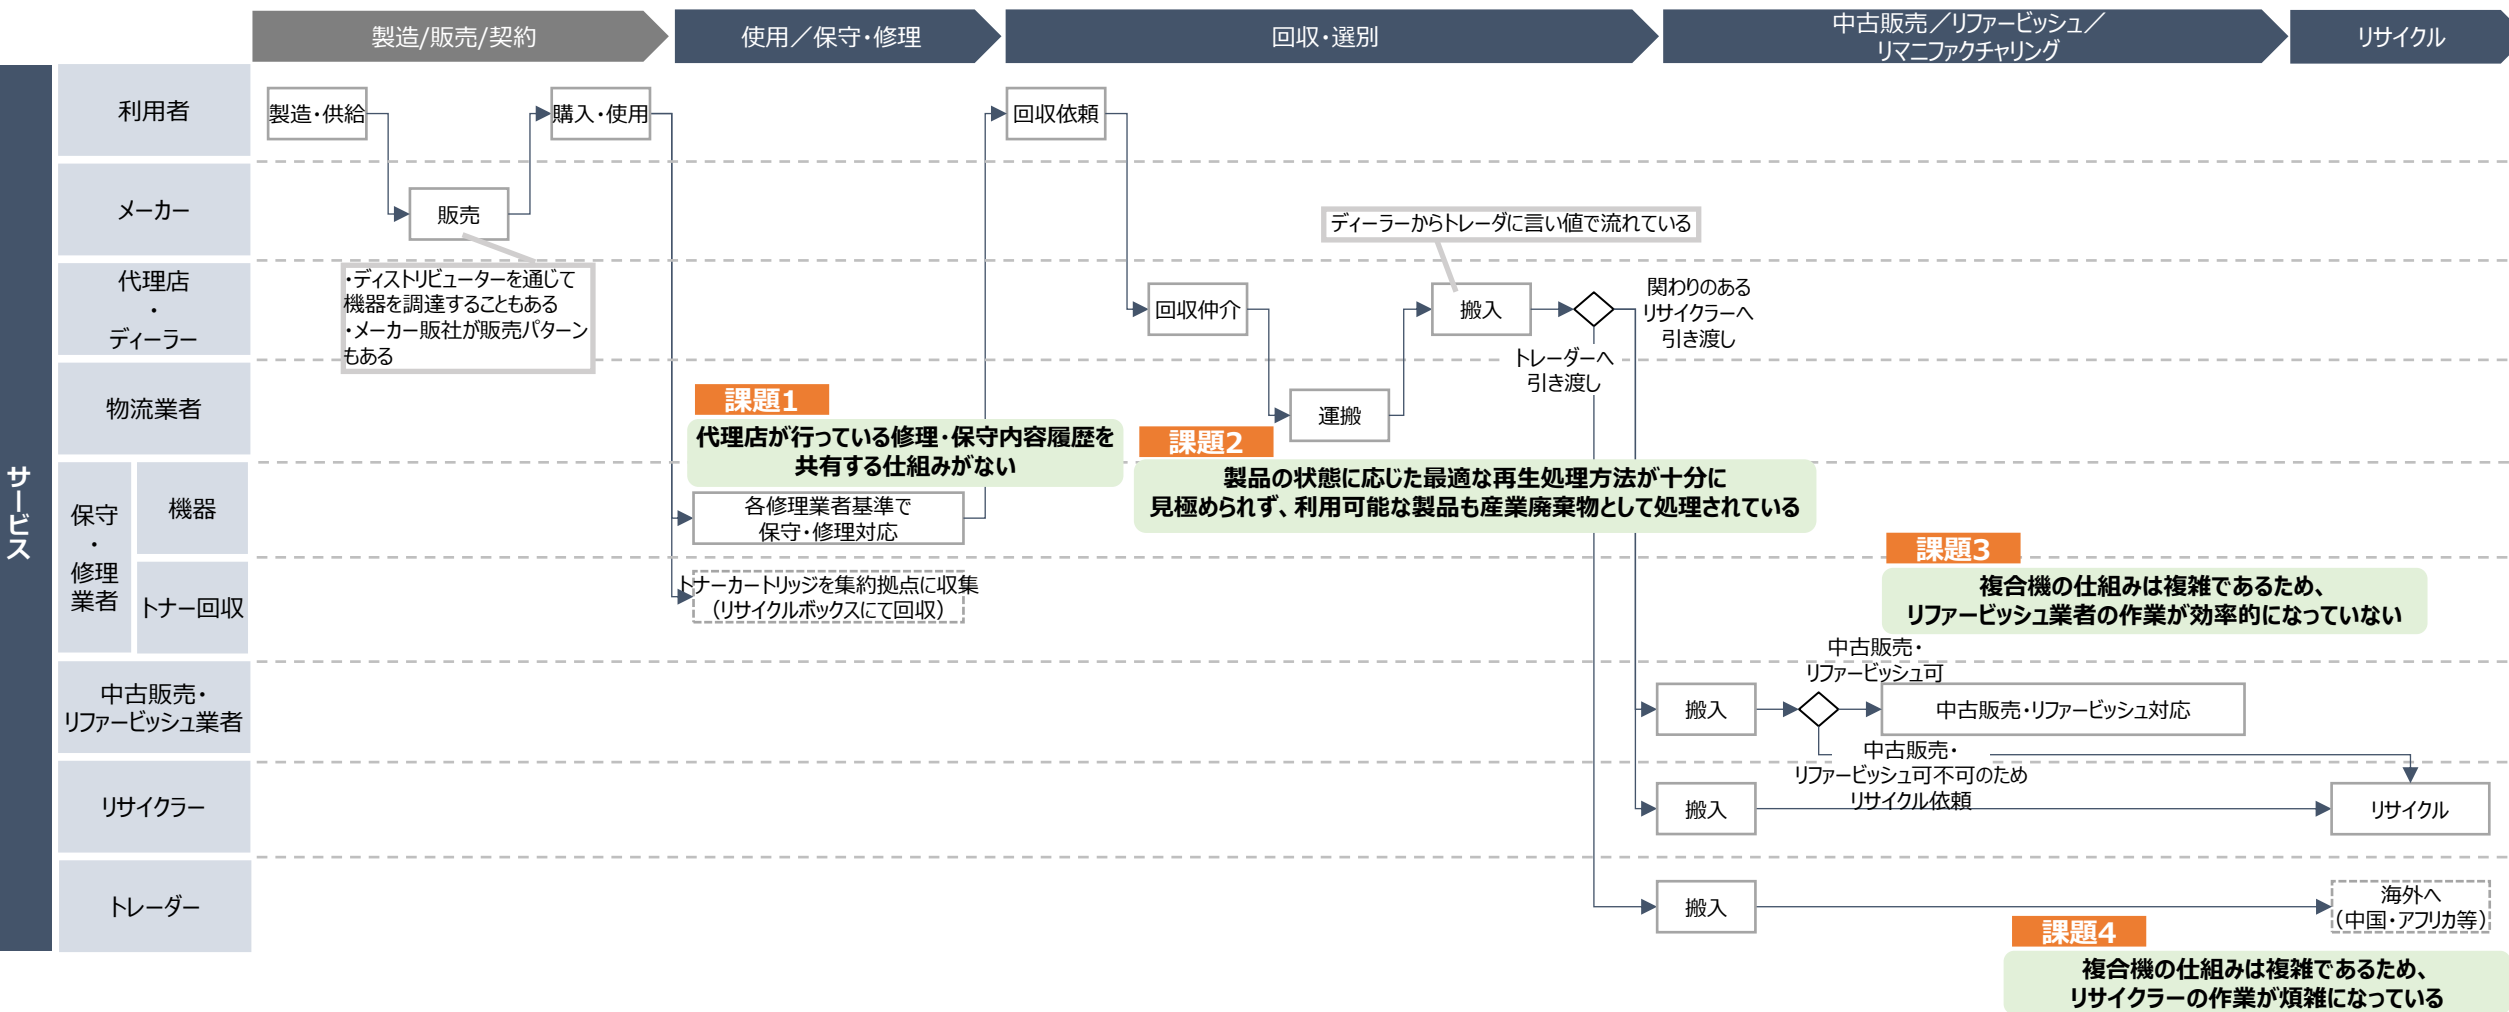 製造/販売/契約
使用／保守・修理
回収・選別
中古販売／リファービッシュ／
リマニファクチャリング
リサイクル
サービス
利用者
製造・供給
購入・使用
回収依頼
メーカー
販売
ディーラーからトレーダに言い値で流れている
代理店
・
ディーラー
・ディストリビューターを通じて
機器を調達することもある
・メーカー販社が販売パターン
もある
回収仲介
搬入
関わりのある
リサイクラーへ
引き渡し
トレーダーへ
引き渡し
物流業者
運搬
課題1
代理店が行っている修理・保守内容履歴を
共有する仕組みがない
課題2
製品の状態に応じた最適な再生処理方法が十分に
見極められず、利用可能な製品も産業廃棄物として処理されている
保守
・
修理
業者
機器
各修理業者基準で
保守・修理対応
トナー回収
トナーカートリッジを集約拠点に収集
（リサイクルボックスにて回収）
課題3
複合機の仕組みは複雑であるため、
リファービッシュ業者の作業が効率的になっていない
中古販売・
リファービッシュ業者
搬入
中古販売・
リファービッシュ可
中古販売・リファービッシュ対応
中古販売・
リファービッシュ可不可のため
リサイクル依頼
リサイクラー
搬入
リサイクル
トレーダー
搬入
海外へ
（中国・アフリカ等）
課題4
複合機の仕組みは複雑であるため、
リサイクラーの作業が煩雑になっている